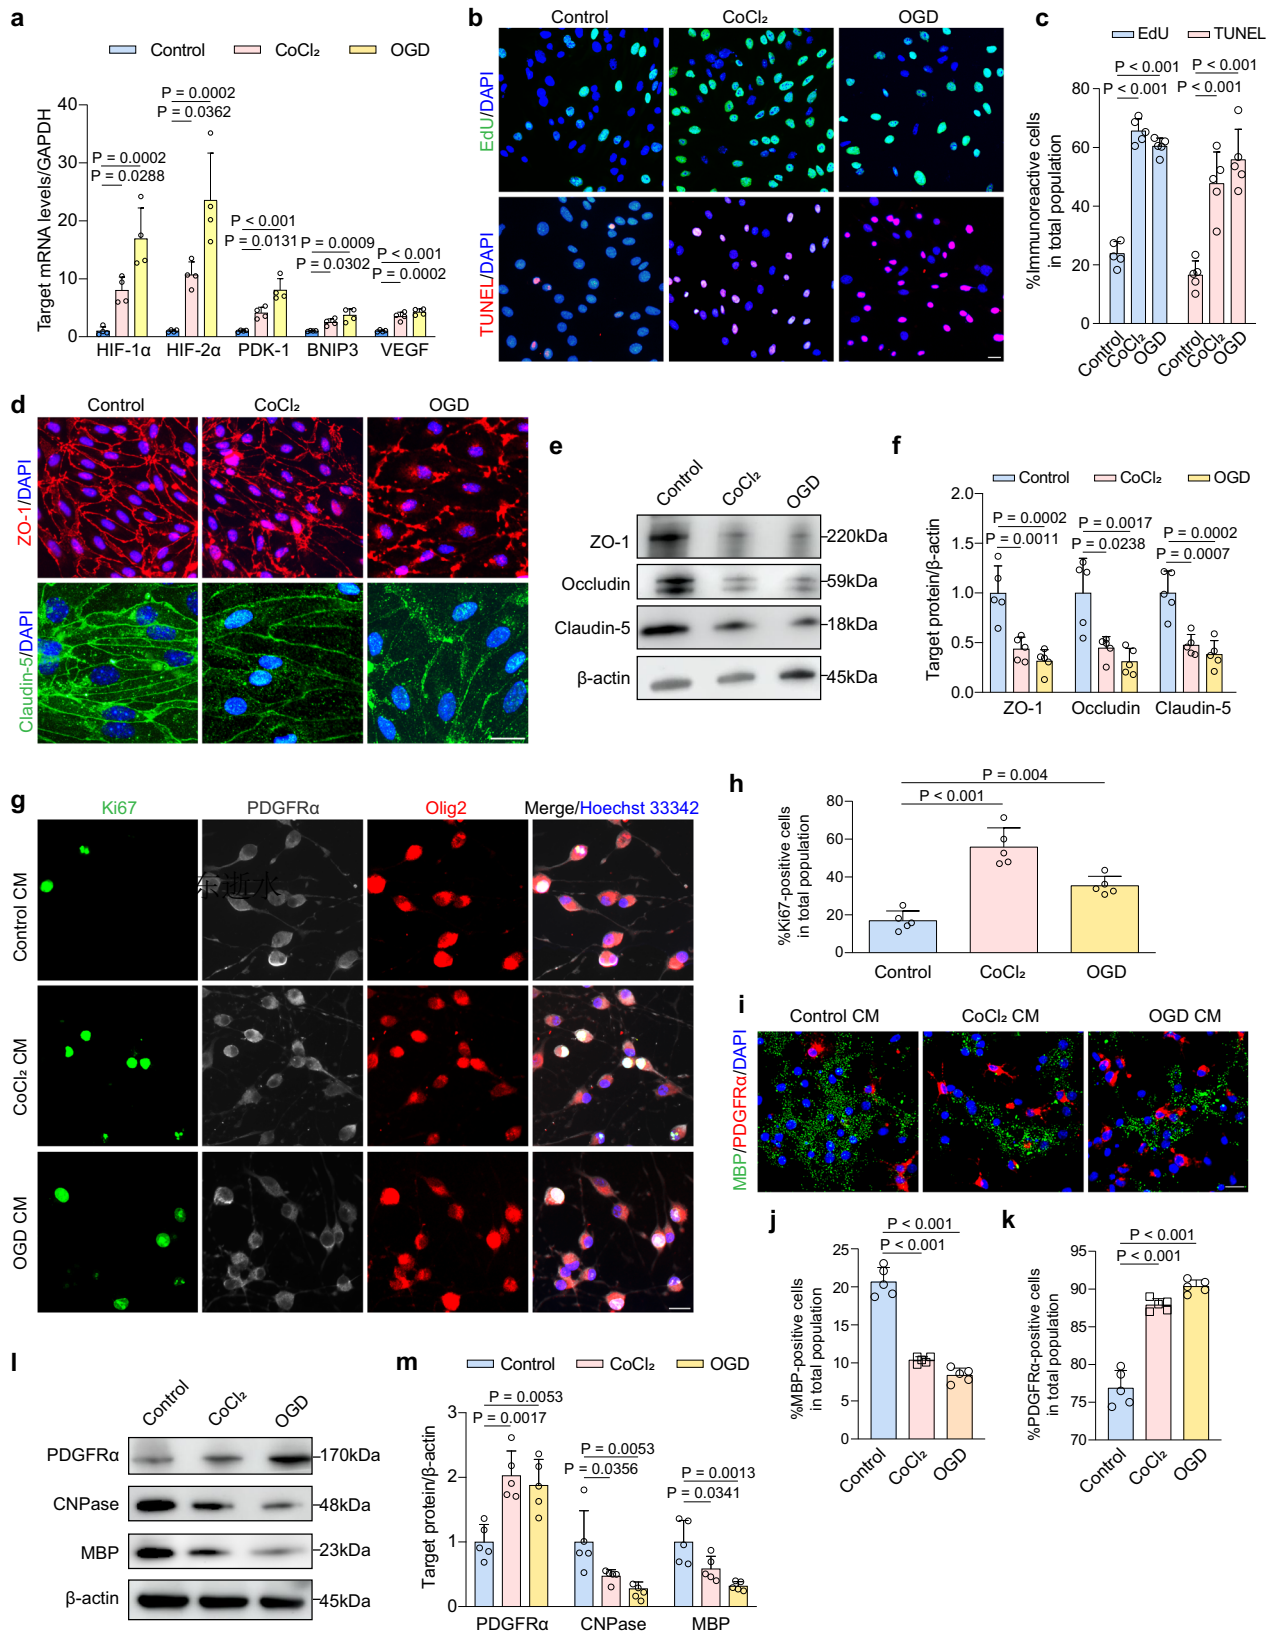 a
Control CoCl₂ OGD
Target mRNA levels/GAPDH
40
30
20
10
0
P = 0.0002
P = 0.0288
P = 0.0002
P = 0.0362
P < 0.001
P = 0.0131
P = 0.0009
P = 0.0302
P < 0.001
P = 0.0002
HIF-1α HIF-2α PDK-1 BNIP3 VEGF
b
Control CoCl₂ OGD
EdU/DAPI
TUNEL/DAPI
c
EdU TUNEL
%Immunoreactive cells
in total population
80
60
40
20
0
P < 0.001
P < 0.001
P < 0.001
P < 0.001
Control CoCl₂ OGD Control CoCl₂ OGD
d
Control CoCl₂ OGD
ZO-1/DAPI
Claudin-5/DAPI
e
Control CoCl₂ OGD
ZO-1 220kDa
Occludin 59kDa
Claudin-5 18kDa
β-actin 45kDa
f
Control CoCl₂ OGD
Target protein/β-actin
2.0
1.5
1.0
0.5
0.0
P = 0.0002
P = 0.0011
P = 0.0017
P = 0.0238
P = 0.0002
P = 0.0007
ZO-1 Occludin Claudin-5
g
Ki67 PDGFRα Olig2 Merge/Hoechst 33342
Control CM
东逝水
CoCl₂ CM
OGD CM
h
%Ki67-positive cells
in total population
80
60
40
20
0
P = 0.004
P < 0.001
Control CoCl₂ OGD
i
Control CM CoCl₂ CM OGD CM
MBP/PDGFRα/DAPI
j
%MBP-positive cells
in total population
25
20
15
10
5
0
P < 0.001
P < 0.001
Control CoCl₂ OGD
k
%PDGFRα-positive cells
in total population
95
90
85
80
75
70
P < 0.001
P < 0.001
Control CoCl₂ OGD
l
Control CoCl₂ OGD
PDGFRα 170kDa
CNPase 48kDa
MBP 23kDa
β-actin 45kDa
m
Control CoCl₂ OGD
Target protein/β-actin
3
2
1
0
P = 0.0053
P = 0.0017
P = 0.0053
P = 0.0356
P = 0.0013
P = 0.0341
PDGFRα CNPase MBP